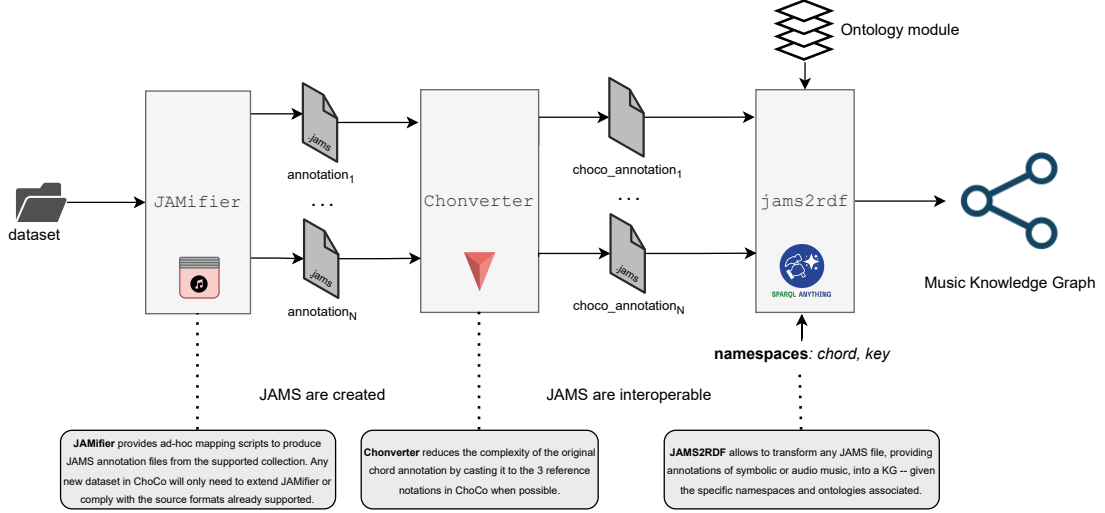 Ontology module
.jams
annotation1
...
.jams
annotationN
choco_annotation1
...
.jams
choco_annotationN
dataset
JAMifier
Chonverter
jams2rdf
SPARQL ANYTHING
Music Knowledge Graph
namespaces: chord, key
JAMS are created
JAMS are interoperable
JAMifier provides ad-hoc mapping scripts to produce
JAMS annotation files from the supported collection. Any
new dataset in ChoCo will only need to extend JAMifier or
comply with the source formats already supported.
Chonverter reduces the complexity of the original
chord annotation by casting it to the 3 reference
notations in ChoCo when possible.
JAMS2RDF allows to transform any JAMS file, providing
annotations of symbolic or audio music, into a KG -- given
the specific namespaces and ontologies associated.